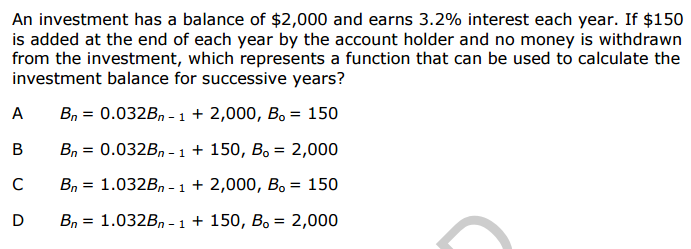 An investment has a balance of $2,000 and earns 3.2% interest each year. If $150
is added at the end of each year by the account holder and no money is withdrawn
from the investment, which represents a function that can be used to calculate the
investment balance for successive years?
A Bₙ = 0.032Bₙ₋₁ + 2,000, Bₒ = 150
B Bₙ = 0.032Bₙ₋₁ + 150, Bₒ = 2,000
C Bₙ = 1.032Bₙ₋₁ + 2,000, Bₒ = 150
D Bₙ = 1.032Bₙ₋₁ + 150, Bₒ = 2,000